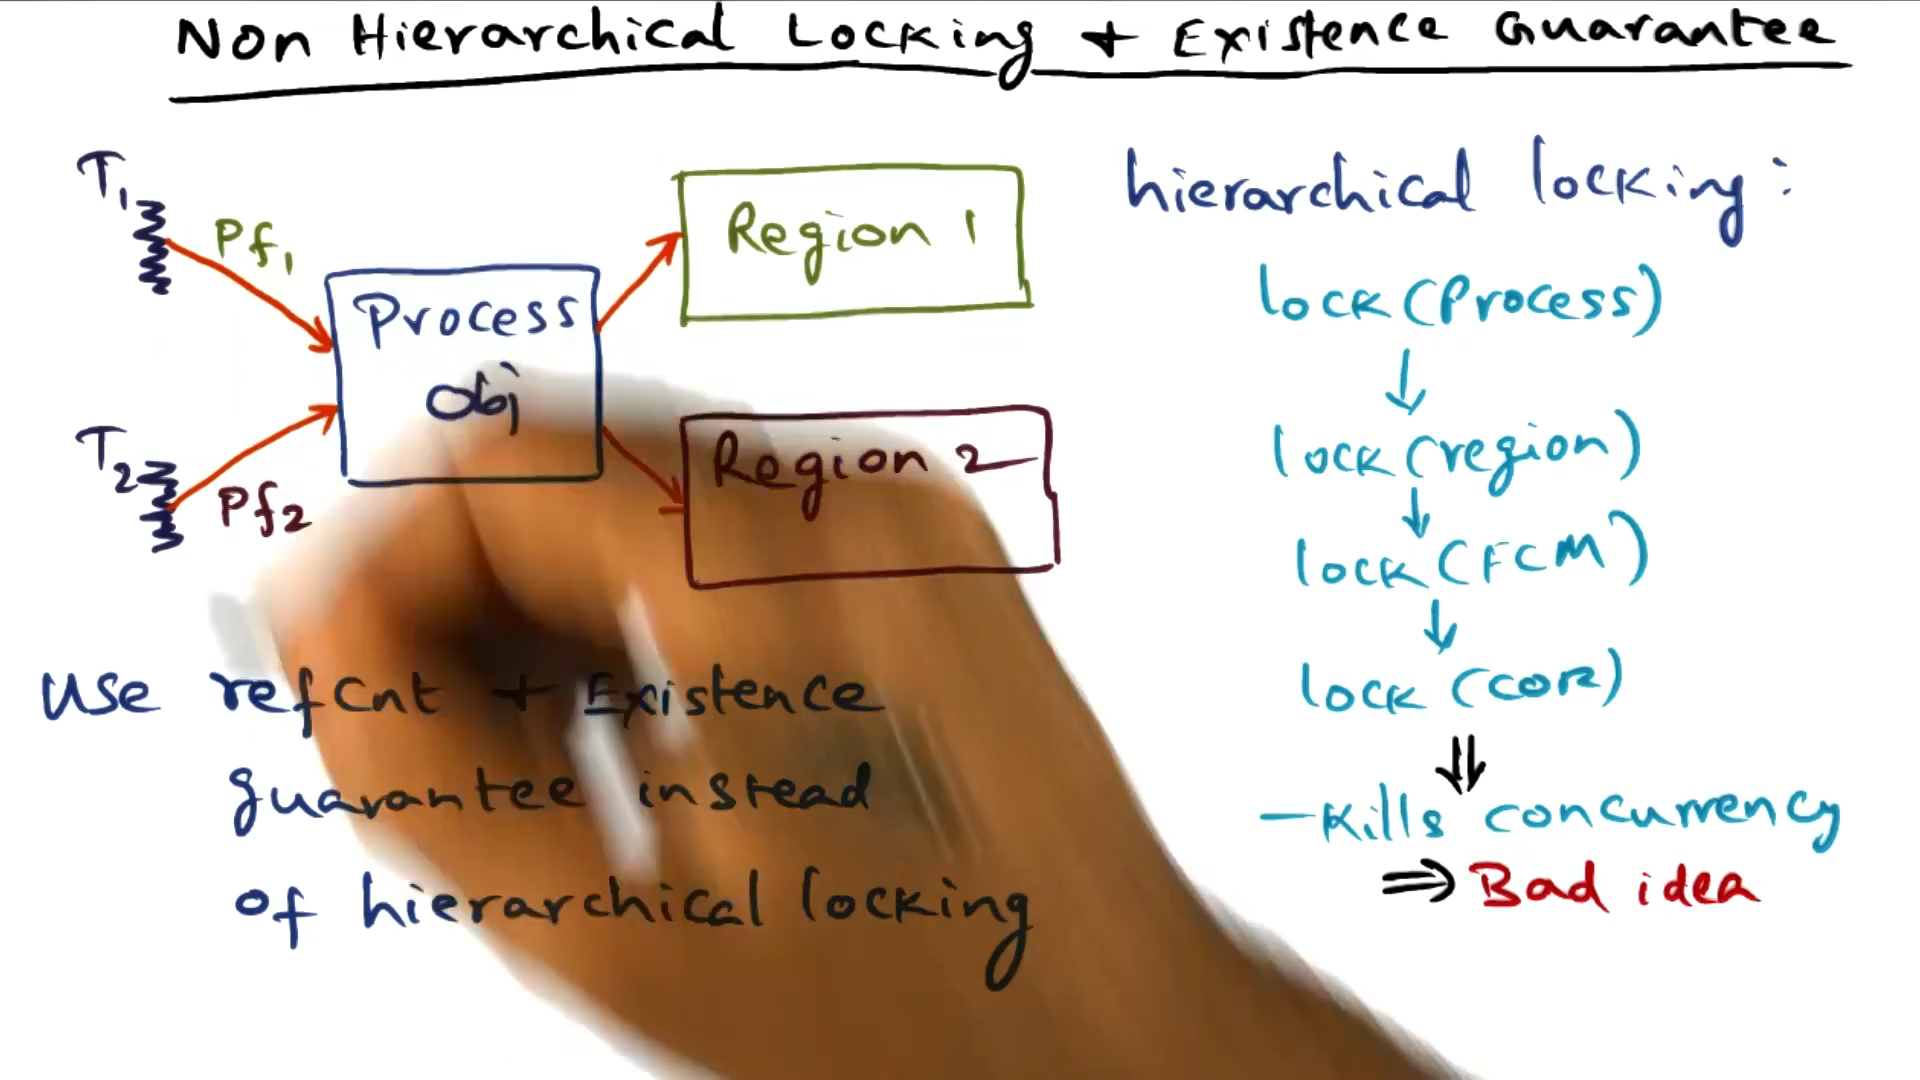 Non Hierarchical Locking + Existence Guarantee
T1
Pf1
Process
Obj
Region 1
T2
Pf2
Region 2
Use refcnt + Existence
guarantee instead
of hierarchical locking
hierarchical locking:
lock (Process)
↓
lock (region)
↓
lock (FCM)
↓
lock (COR)
⇓
- Kills concurrency
⇒ Bad idea